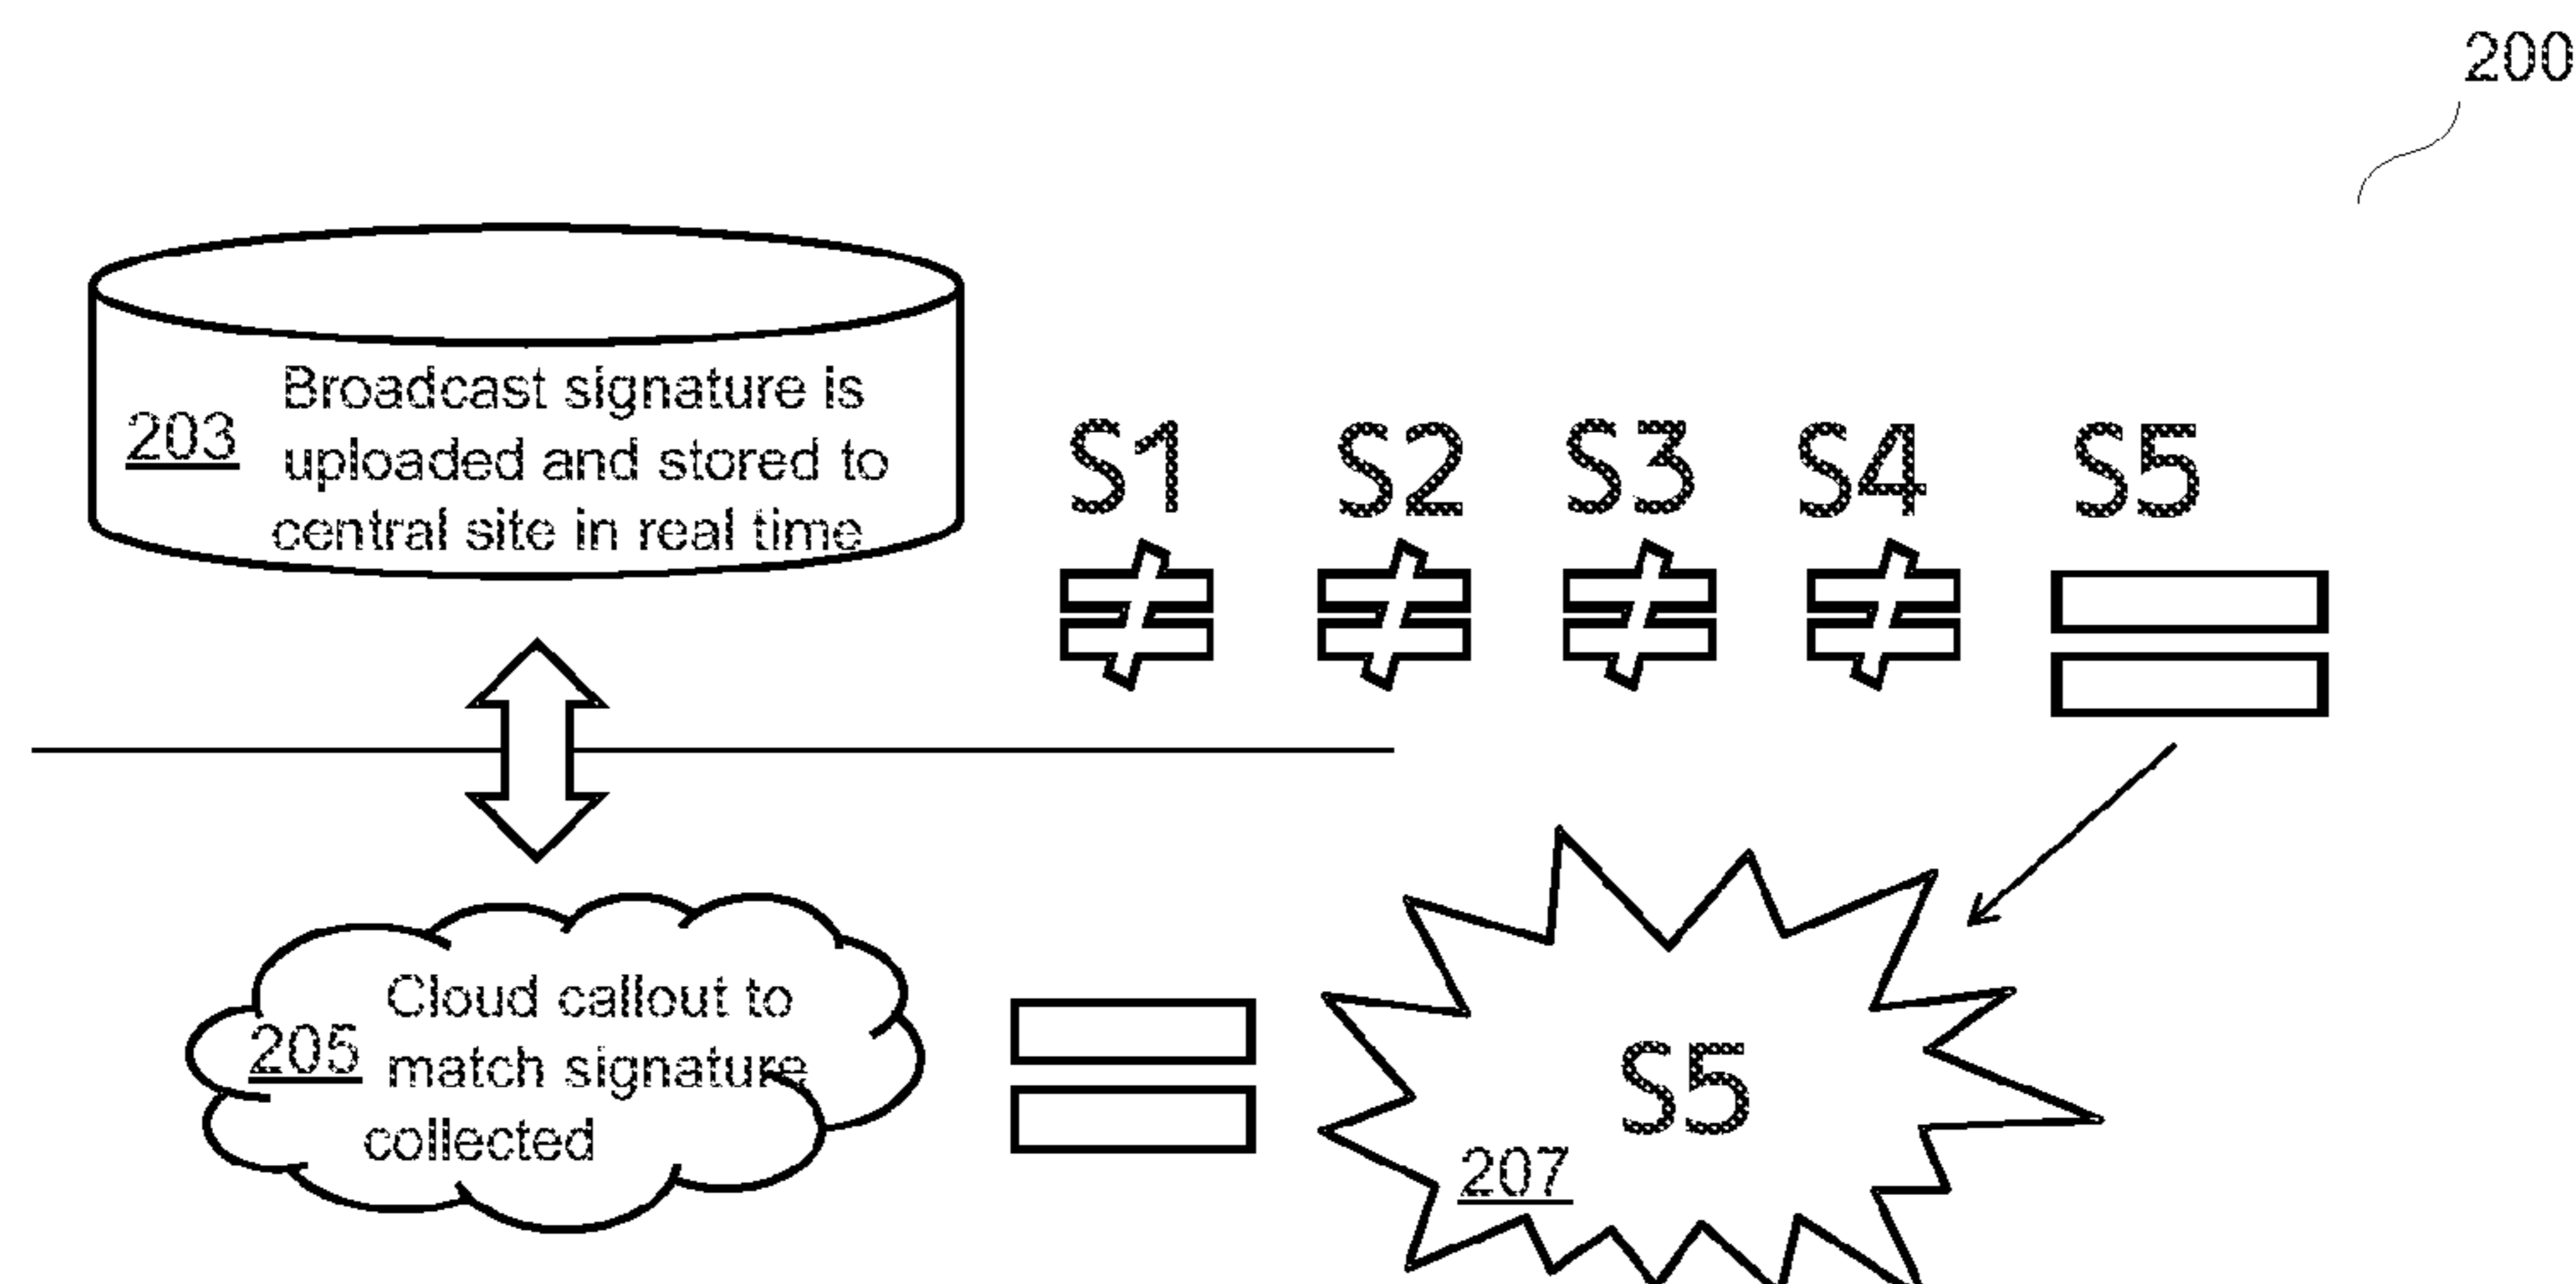 200
203 Broadcast signature is
uploaded and stored to
central site in real time
S1 S2 S3 S4 S5
≠ ≠ ≠ ≠ =
205 Cloud callout to
match signature
collected
=
S5
207